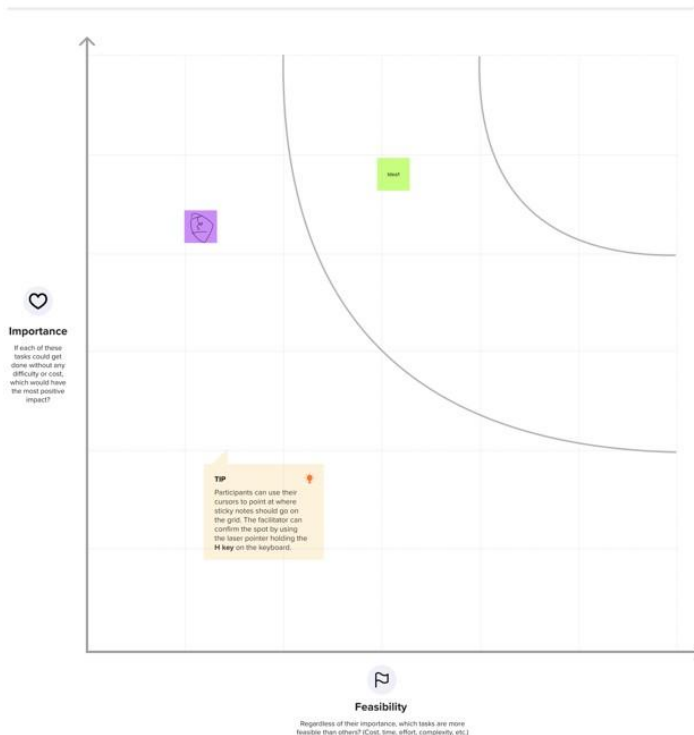 Importance
If each of these
tasks could get
done without any
difficulty or cost,
which would have
the most positive
impact?
TIP
Participants can use their
cursors to point at where
sticky notes should go on
the grid. The facilitator can
confirm the spot by using
the laser pointer holding the
H key on the keyboard.
Feasibility
Regardless of their importance, which tasks are more
feasible than others? (Cost, time, effort, complexity, etc.)